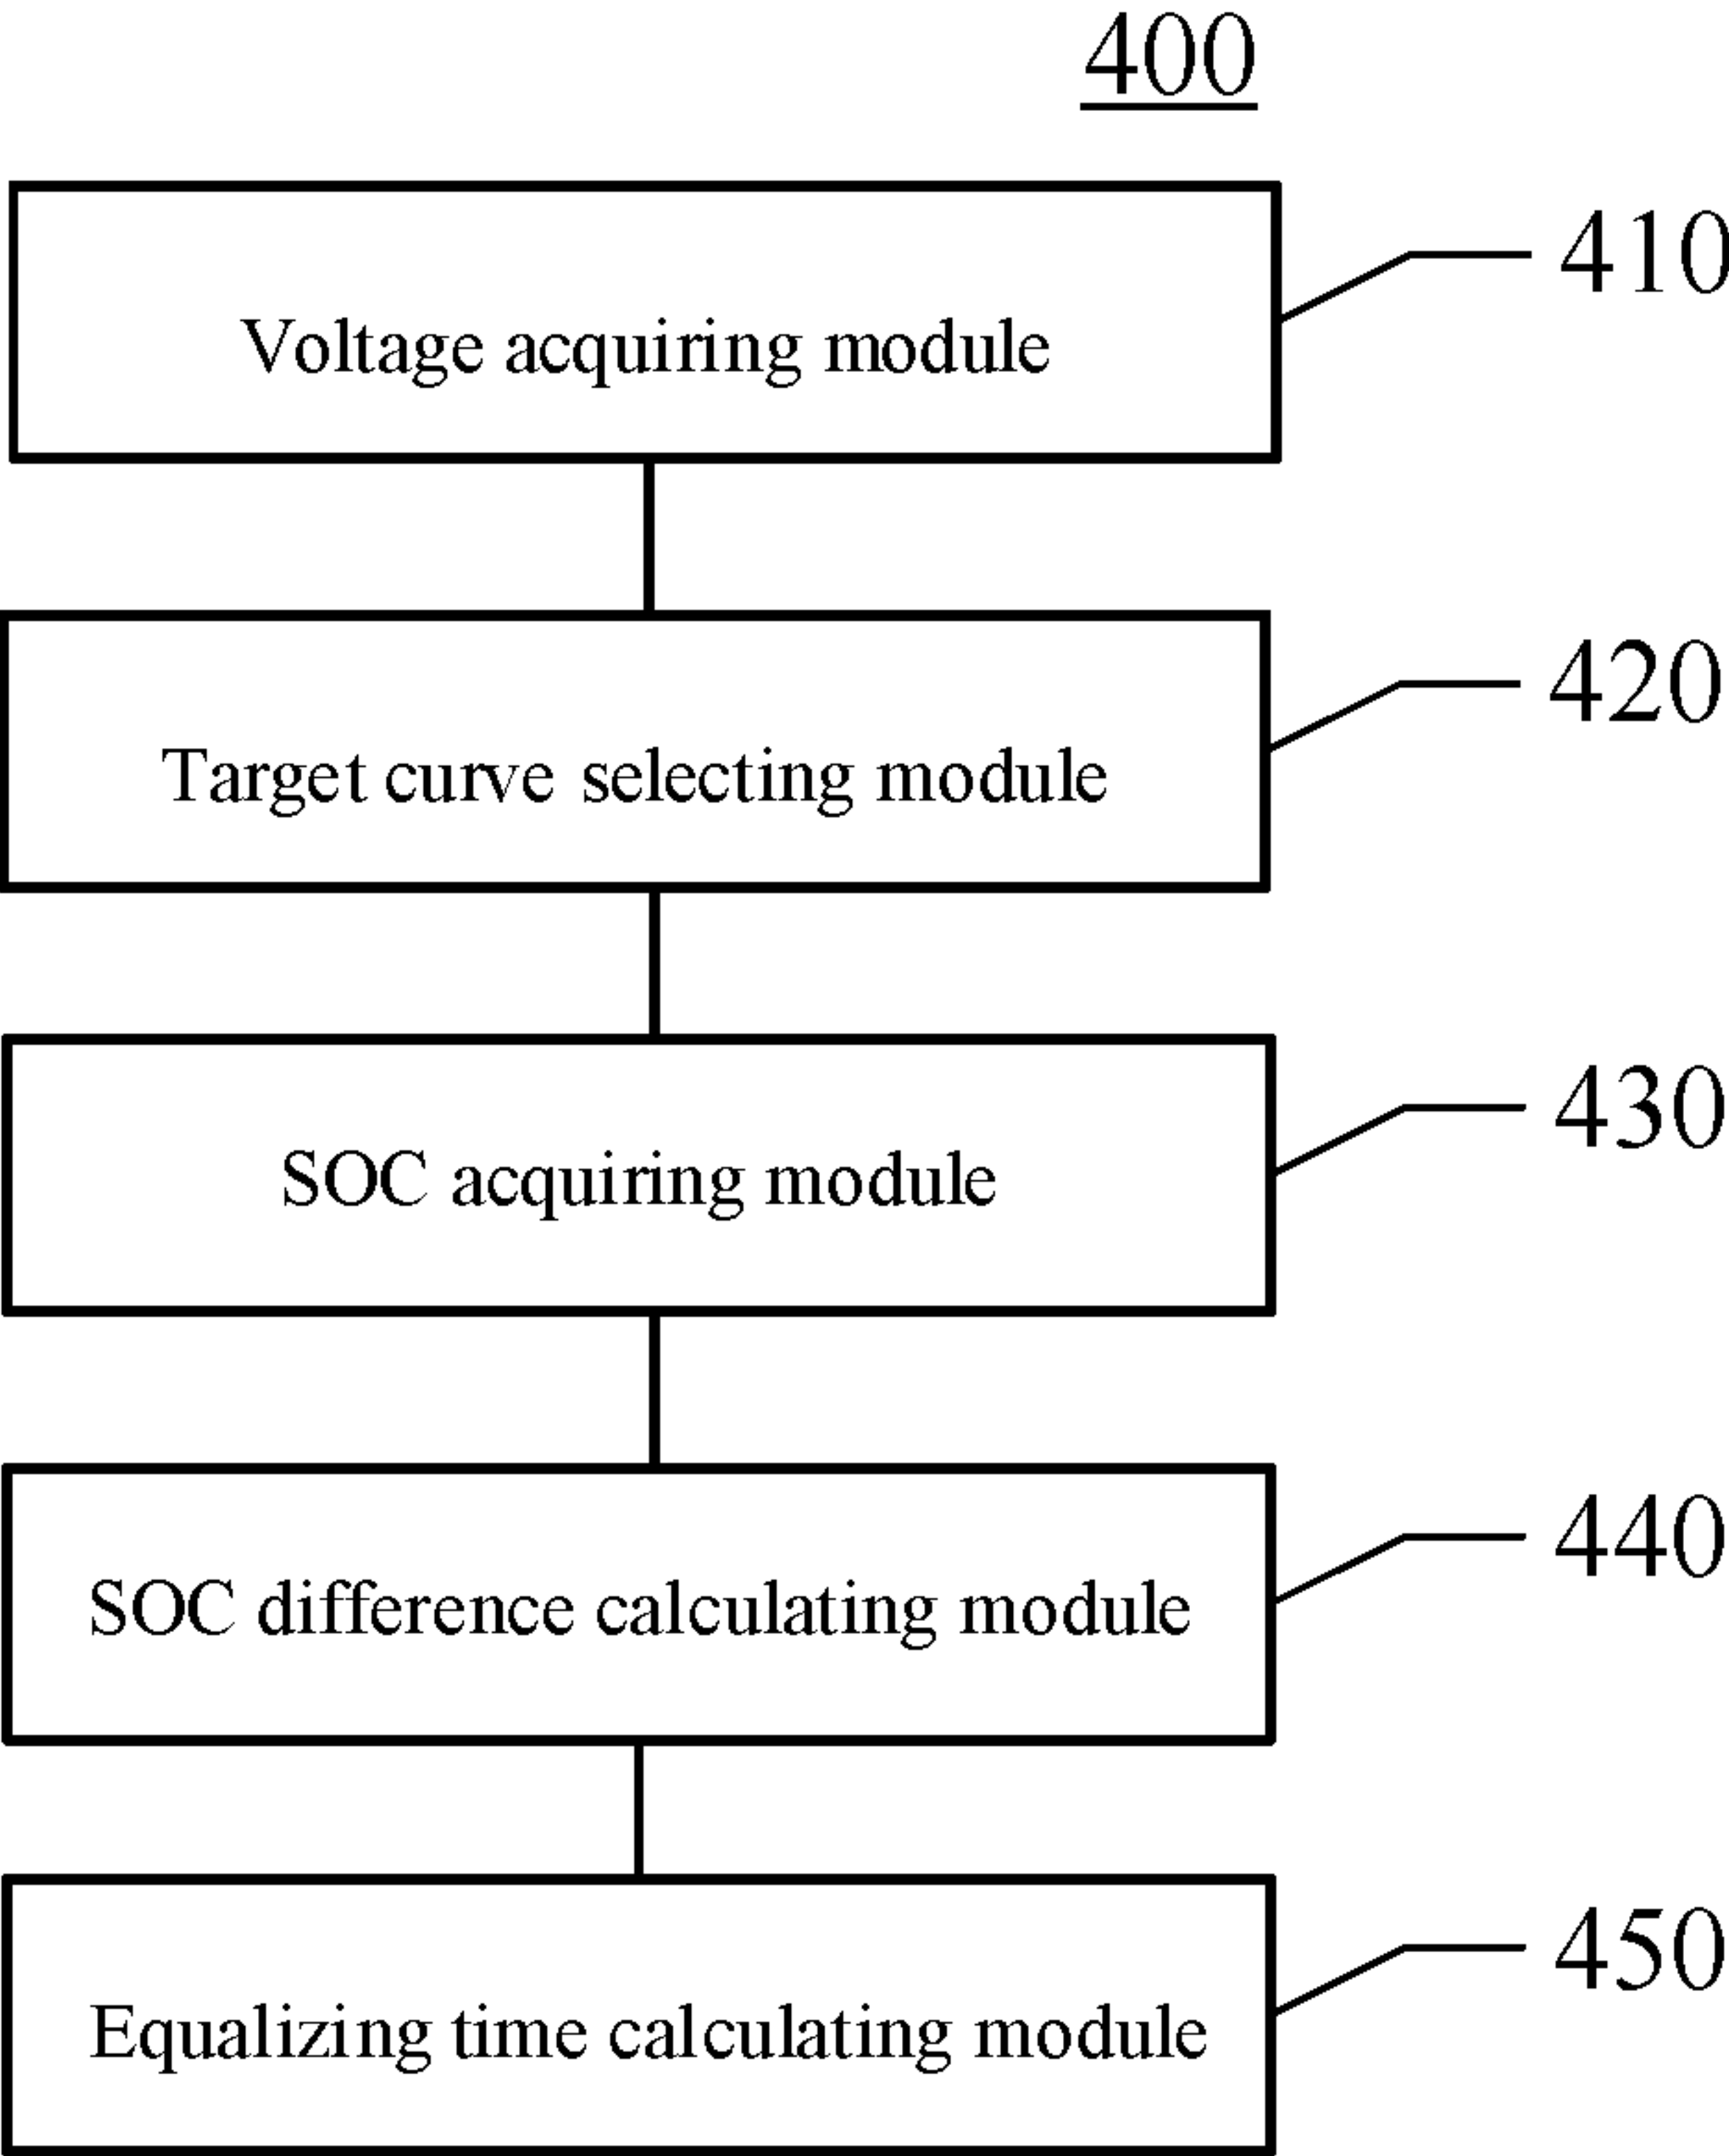 400
Voltage acquiring module
410
Target curve selecting module
420
SOC acquiring module
430
SOC difference calculating module
440
Equalizing time calculating module
450